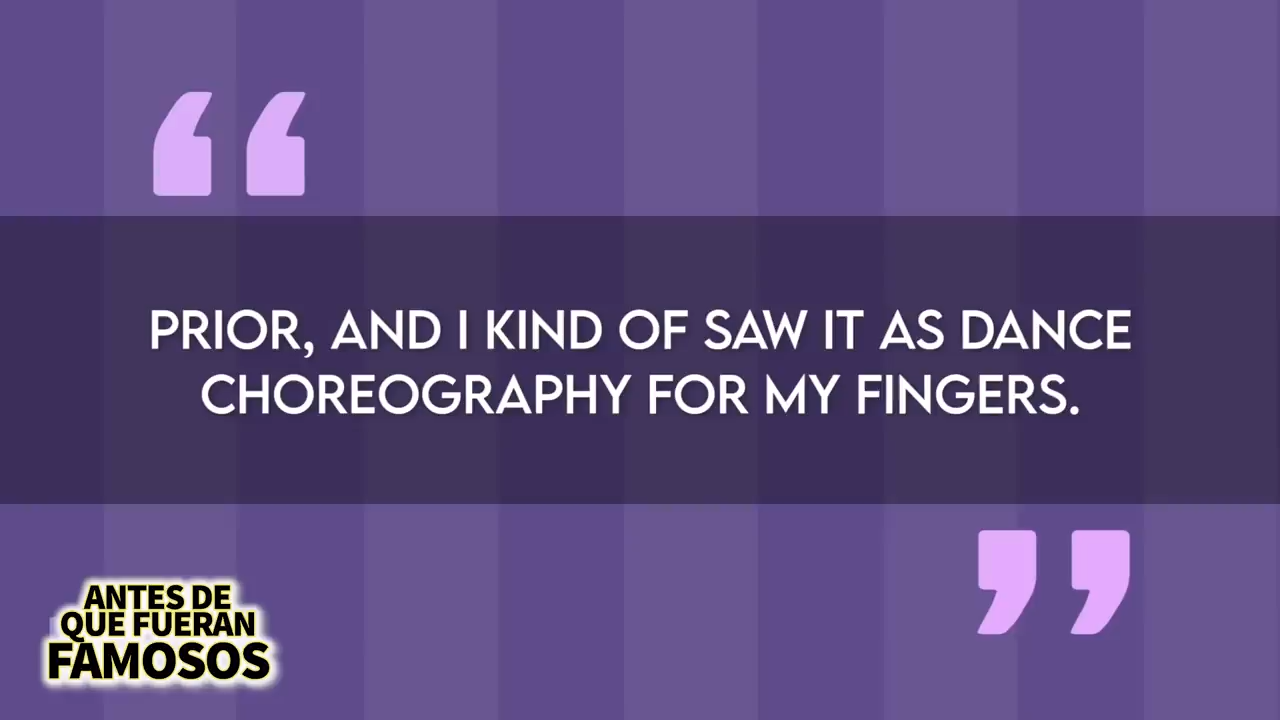 PRIOR, AND I KIND OF SAW IT AS DANCE
CHOREOGRAPHY FOR MY FINGERS.
ANTES DE
QUE FUERAN
FAMOSOS